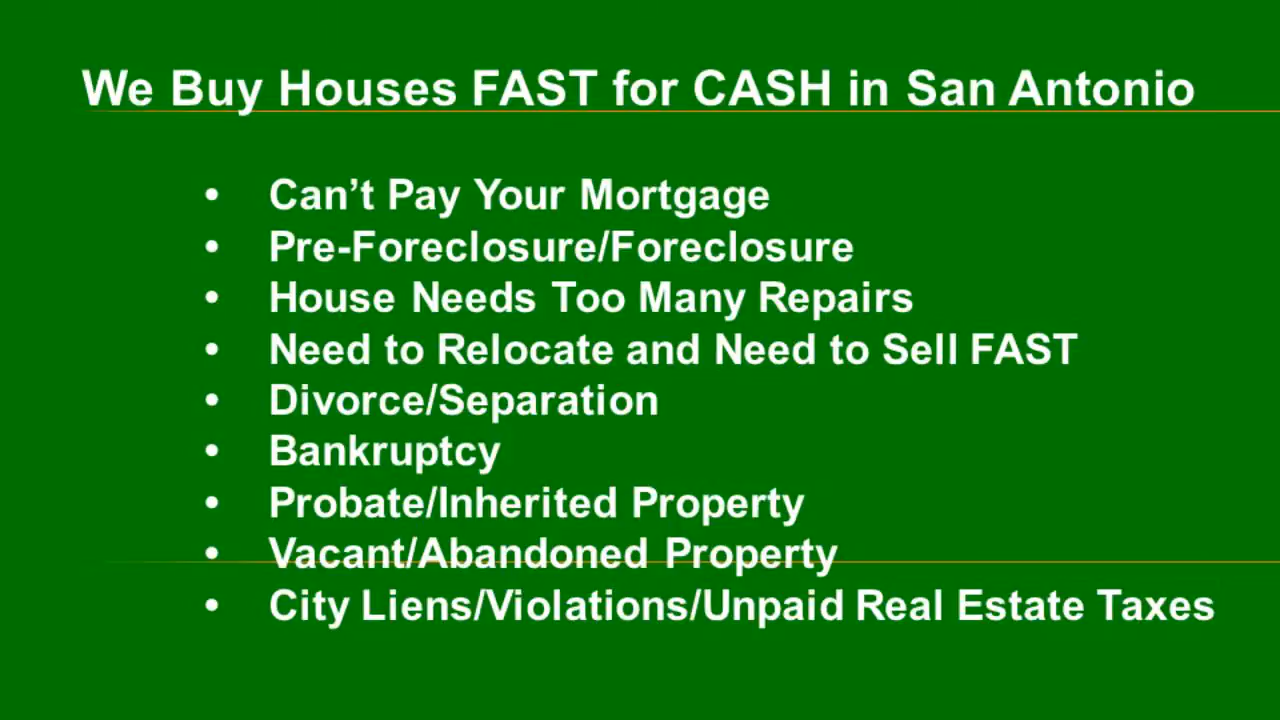 We Buy Houses FAST for CASH in San Antonio
• Can’t Pay Your Mortgage
• Pre-Foreclosure/Foreclosure
• House Needs Too Many Repairs
• Need to Relocate and Need to Sell FAST
• Divorce/Separation
• Bankruptcy
• Probate/Inherited Property
• Vacant/Abandoned Property
• City Liens/Violations/Unpaid Real Estate Taxes